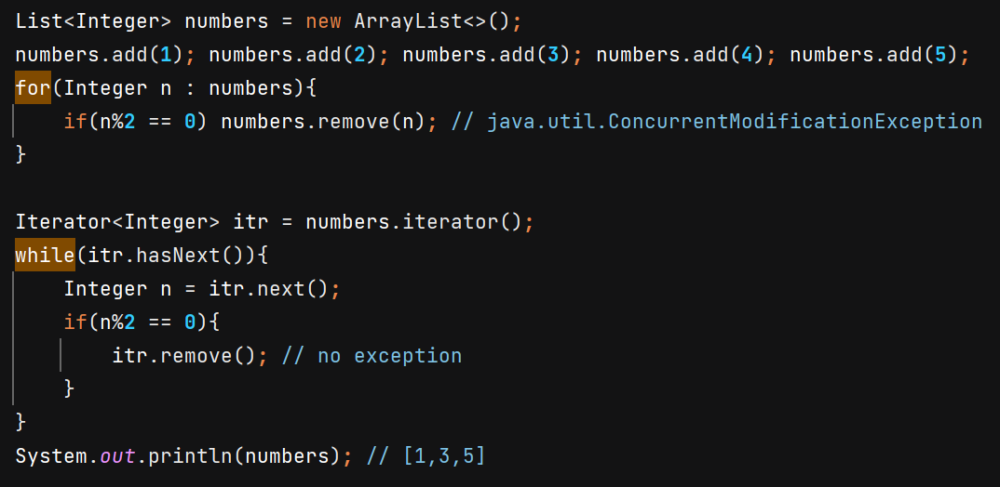 List<Integer> numbers = new ArrayList<>();
numbers.add(1); numbers.add(2); numbers.add(3); numbers.add(4); numbers.add(5);
for(Integer n : numbers){
    if(n%2 == 0) numbers.remove(n); // java.util.ConcurrentModificationException
}
Iterator<Integer> itr = numbers.iterator();
while(itr.hasNext()){
    Integer n = itr.next();
    if(n%2 == 0){
        itr.remove(); // no exception
    }
}
System.out.println(numbers); // [1,3,5]